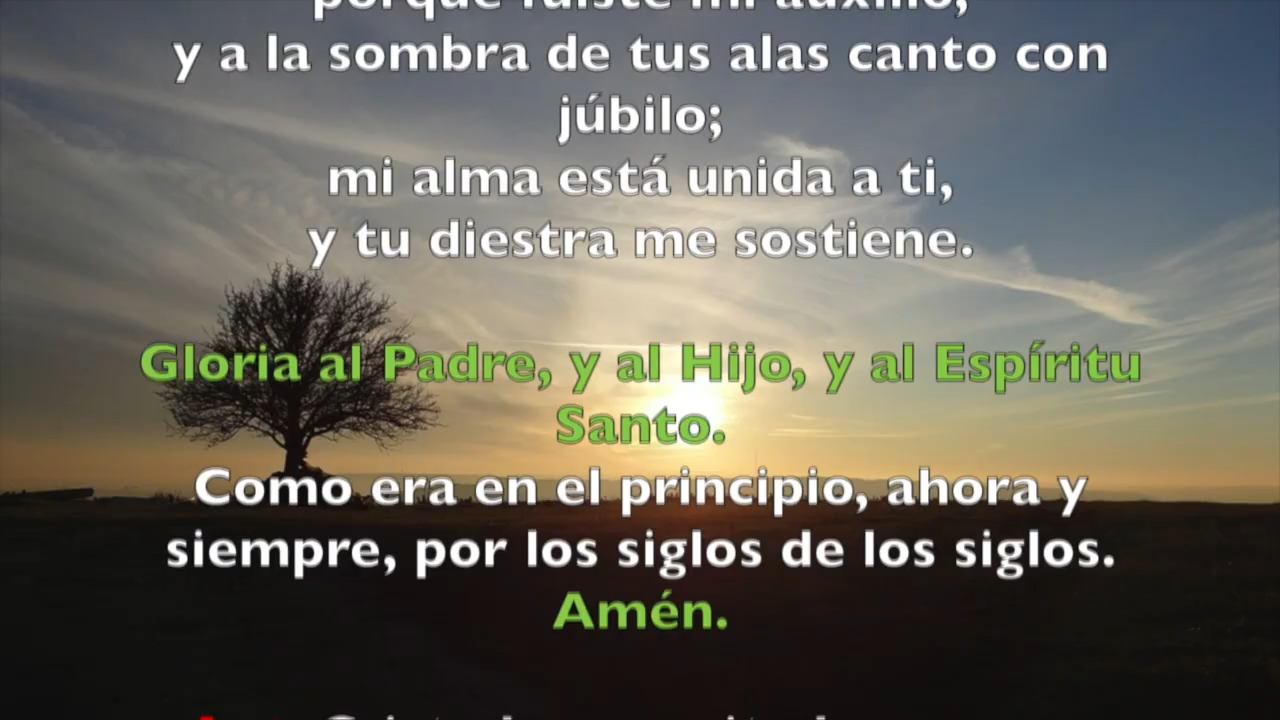 porque fuiste mi auxilio,
y a la sombra de tus alas canto con
júbilo;
mi alma está unida a ti,
y tu diestra me sostiene.
Gloria al Padre, y al Hijo, y al Espíritu
Santo.
Como era en el principio, ahora y
siempre, por los siglos de los siglos.
Amén.